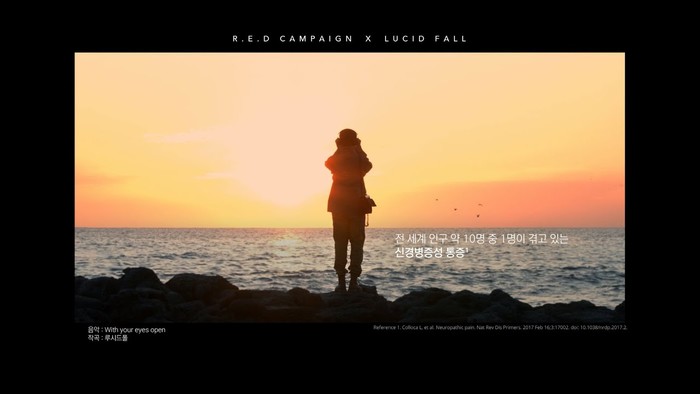 R.E.D CAMPAIGN X LUCID FALL
전 세계 인구 약 10명 중 1명이 겪고 있는
신경병증성 통증¹
Reference 1. Colloca L, et al. Neuropathic pain. Nat Rev Dis Primers. 2017 Feb 16;3:17002. doi: 10.1038/nrdp.2017.2.
음악 : With your eyes open
작곡 : 루시드폴